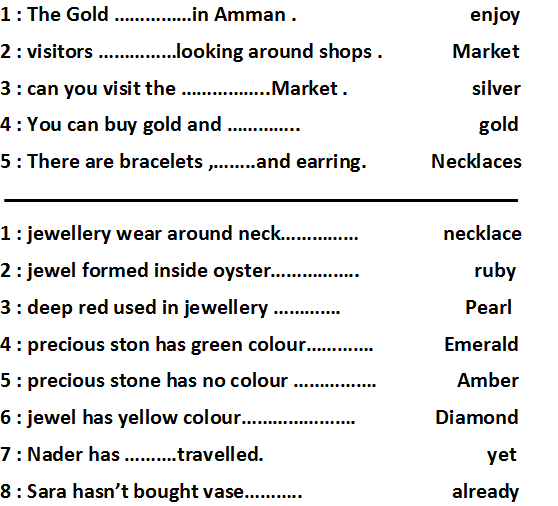 1 : The Gold ……………in Amman . enjoy
2 : visitors ……………looking around shops . Market
3 : can you visit the ……………..Market . silver
4 : You can buy gold and ………….. gold
5 : There are bracelets ,……..and earring. Necklaces
1 : jewellery wear around neck…………… necklace
2 : jewel formed inside oyster…………….. ruby
3 : deep red used in jewellery …………. Pearl
4 : precious ston has green colour…………. Emerald
5 : precious stone has no colour ……………. Amber
6 : jewel has yellow colour…………………. Diamond
7 : Nader has ……….travelled. yet
8 : Sara hasn’t bought vase……….. already